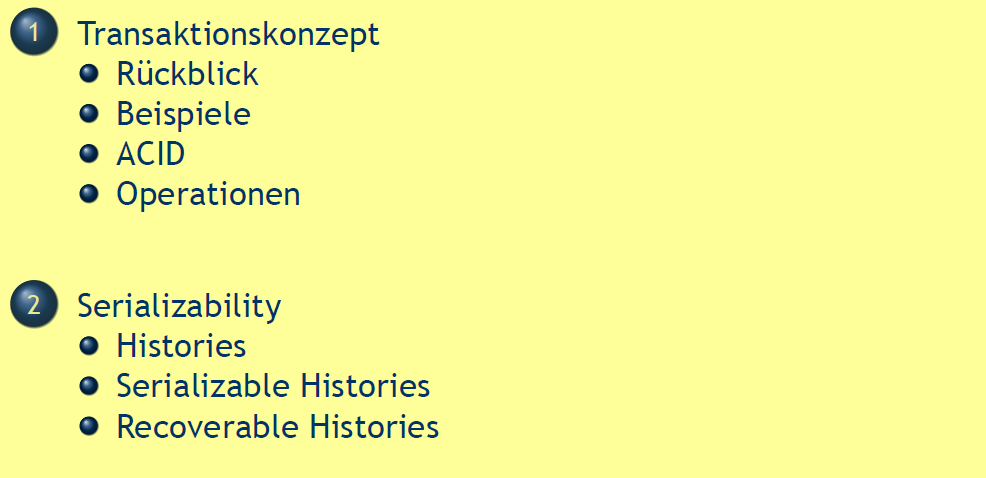 1 Transaktionskonzept
Rückblick
Beispiele
ACID
Operationen
2 Serializability
Histories
Serializable Histories
Recoverable Histories